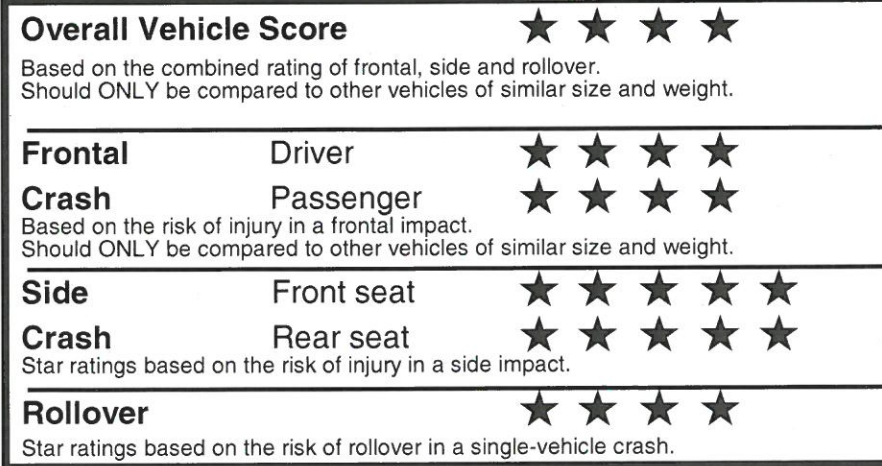 Overall Vehicle Score ★ ★ ★ ★
Based on the combined rating of frontal, side and rollover.
Should ONLY be compared to other vehicles of similar size and weight.
Frontal Driver ★ ★ ★ ★
Crash Passenger ★ ★ ★ ★
Based on the risk of injury in a frontal impact.
Should ONLY be compared to other vehicles of similar size and weight.
Side Front seat ★ ★ ★ ★ ★
Crash Rear seat ★ ★ ★ ★ ★
Star ratings based on the risk of injury in a side impact.
Rollover ★ ★ ★ ★
Star ratings based on the risk of rollover in a single-vehicle crash.